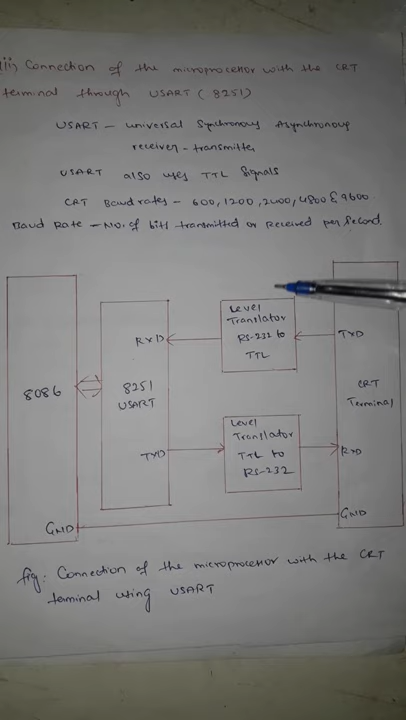 (iii) Connection of the microprocessor with the CRT
terminal through USART (8251)
USART - universal Synchronous Asynchronous
receiver - transmitter
USART also uses TTL Signals
CRT Baud rates - 600, 1200, 2400, 4800 & 9600
Baud Rate - No. of bits transmitted or Received per Second.
8086
RXD
8251
USART
TXD
Level
Translator
RS-232 to
TTL
Level
Translator
TTL to
RS-232
TXD
CRT
Terminal
RXD
GND
GND
fig: Connection of the microprocessor with the CRT
terminal using USART